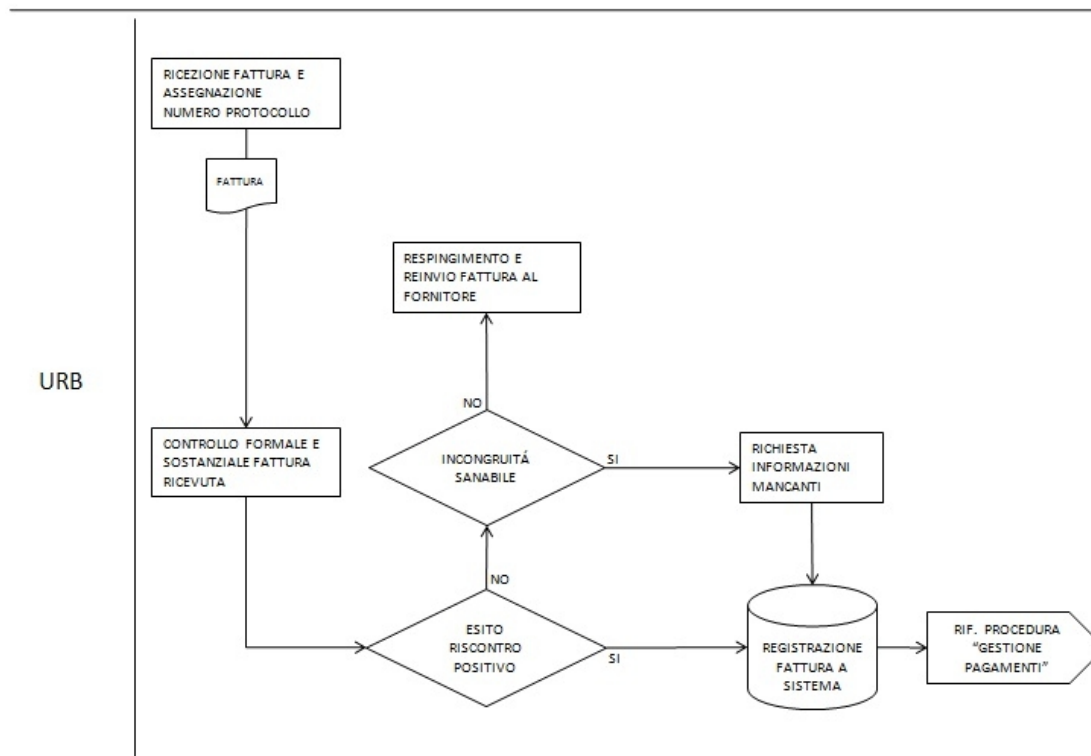 RICEZIONE FATTURA E
ASSEGNAZIONE
NUMERO PROTOCOLLO
FATTURA
RESPINGIMENTO E
REINVIO FATTURA AL
FORNITORE
URB
NO
CONTROLLO FORMALE E
SOSTANZIALE FATTURA
RICEVUTA
INCONGRUITÁ
SANABILE
SI
RICHIESTA
INFORMAZIONI
MANCANTI
NO
ESITO
RISCONTRO
POSITIVO
SI
REGISTRAZIONE
FATTURA A
SISTEMA
RIF. PROCEDURA
“GESTIONE
PAGAMENTI”